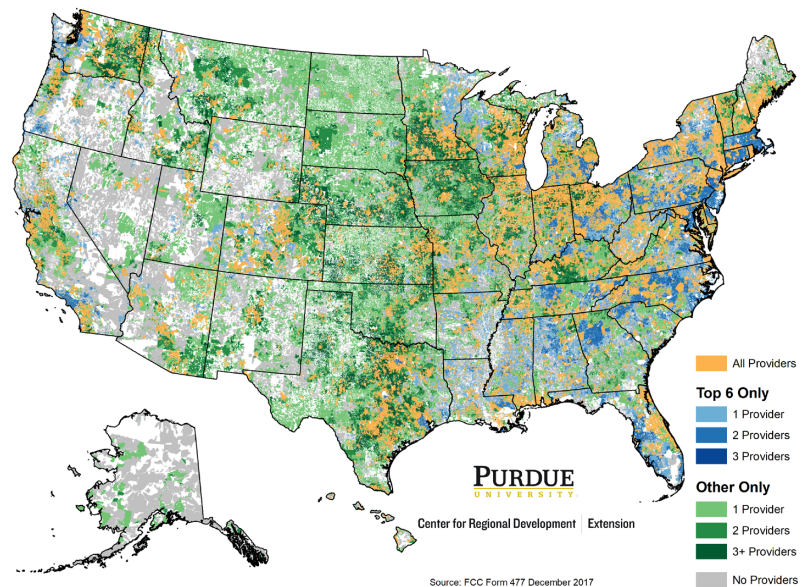 All Providers
Top 6 Only
1 Provider
2 Providers
3 Providers
Other Only
1 Provider
2 Providers
3+ Providers
No Providers
PURDUE
UNIVERSITY
Center for Regional Development | Extension
Source: FCC Form 477 December 2017